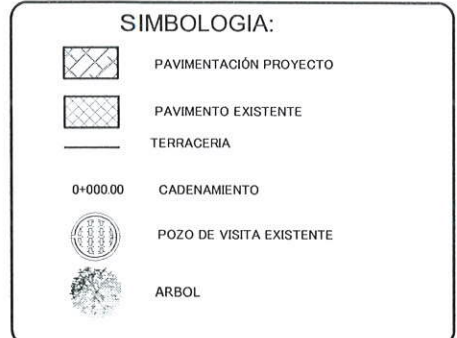 SIMBOLOGIA:
PAVIMENTACIÓN PROYECTO
PAVIMENTO EXISTENTE
TERRACERIA
0+000.00 CADENAMIENTO
POZO DE VISITA EXISTENTE
ARBOL